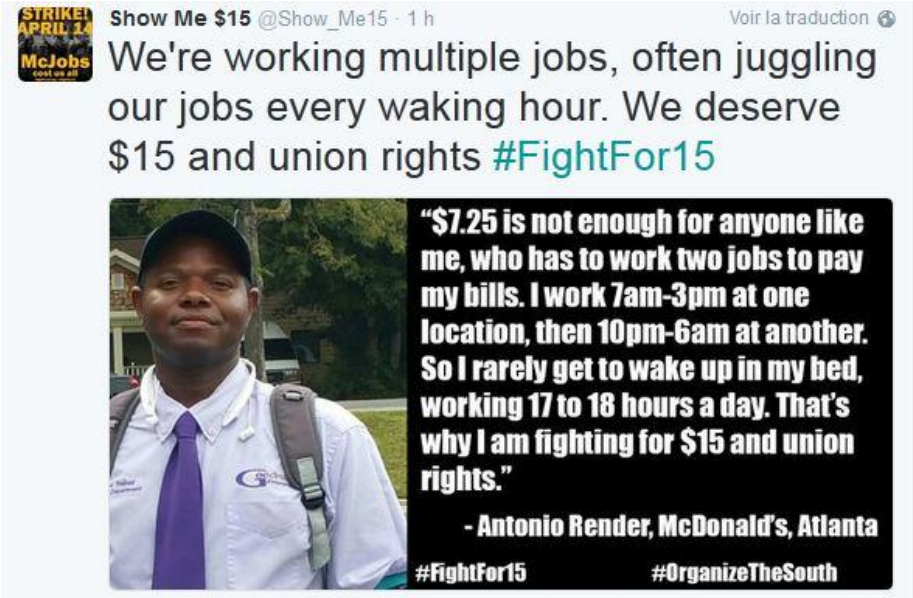 STRIKE!
APRIL 14
McJobs
cost us all
Show Me $15 @Show_Me15 · 1 h
Voir la traduction
We're working multiple jobs, often juggling
our jobs every waking hour. We deserve
$15 and union rights #FightFor15
“$7.25 is not enough for anyone like
me, who has to work two jobs to pay
my bills. I work 7am-3pm at one
location, then 10pm-6am at another.
So I rarely get to wake up in my bed,
working 17 to 18 hours a day. That's
why I am fighting for $15 and union
rights.”
- Antonio Render, McDonald's, Atlanta
#FightFor15
#OrganizeTheSouth